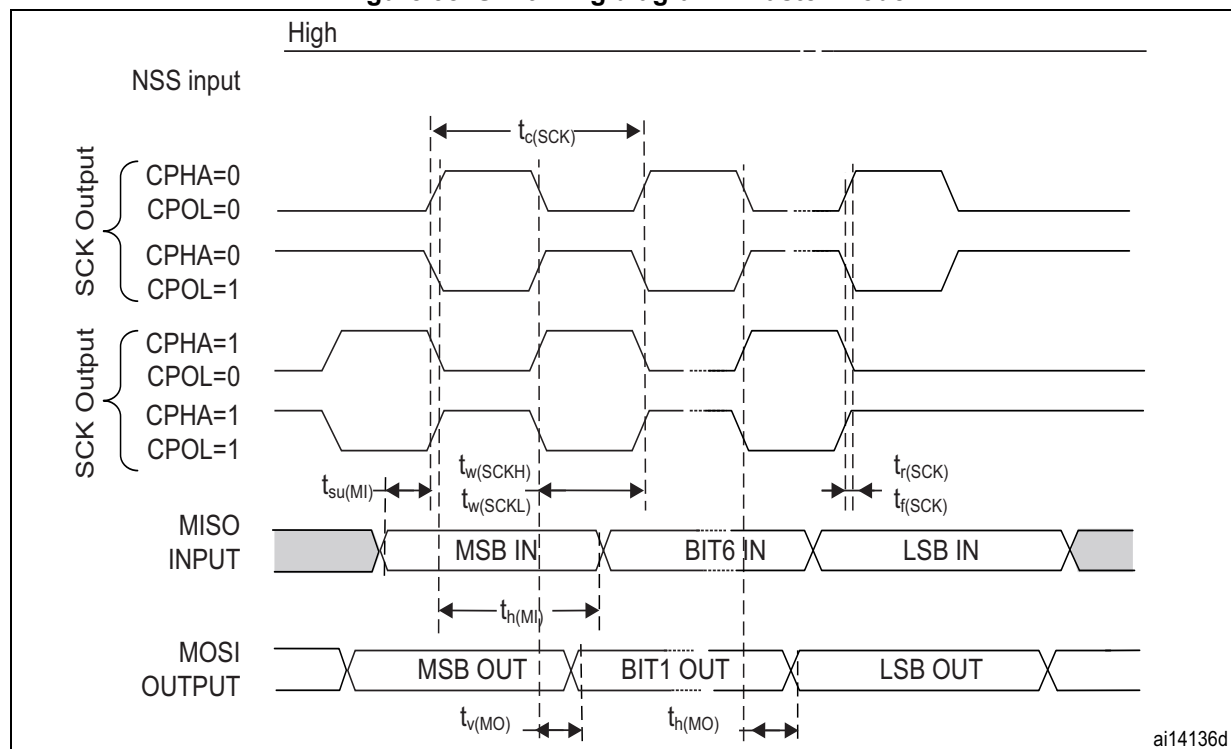 High
NSS input
tc(SCK)
SCK Output
CPHA=0
CPOL=0
CPHA=0
CPOL=1
SCK Output
CPHA=1
CPOL=0
CPHA=1
CPOL=1
tsu(MI)
tw(SCKH)
tw(SCKL)
tr(SCK)
tf(SCK)
MISO
INPUT
MSB IN
BIT6 IN
LSB IN
th(MI)
MOSI
OUTPUT
MSB OUT
BIT1 OUT
LSB OUT
tv(MO)
th(MO)
ai14136d